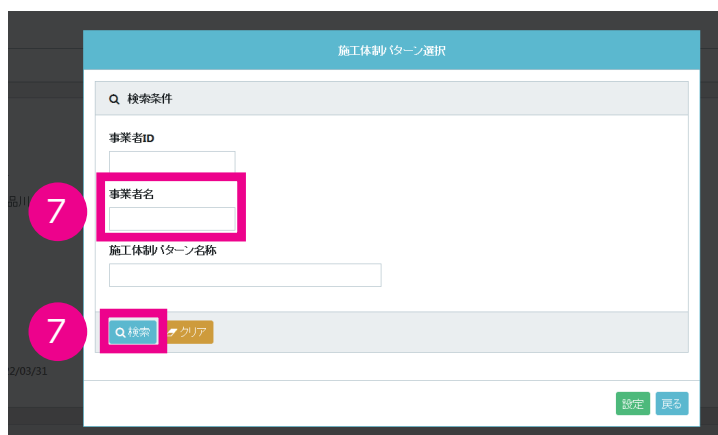 施工体制パターン選択
検索条件
事業者ID
品川
7
事業者名
施工体制パターン名称
7
検索 クリア
2/03/31
設定 戻る